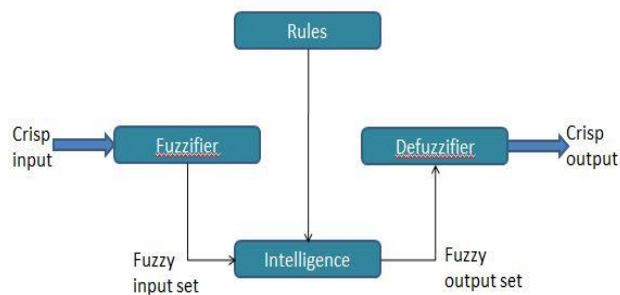 Rules
Crisp
input
Fuzzifier
Defuzzifier
Crisp
output
Fuzzy
input set
Intelligence
Fuzzy
output set